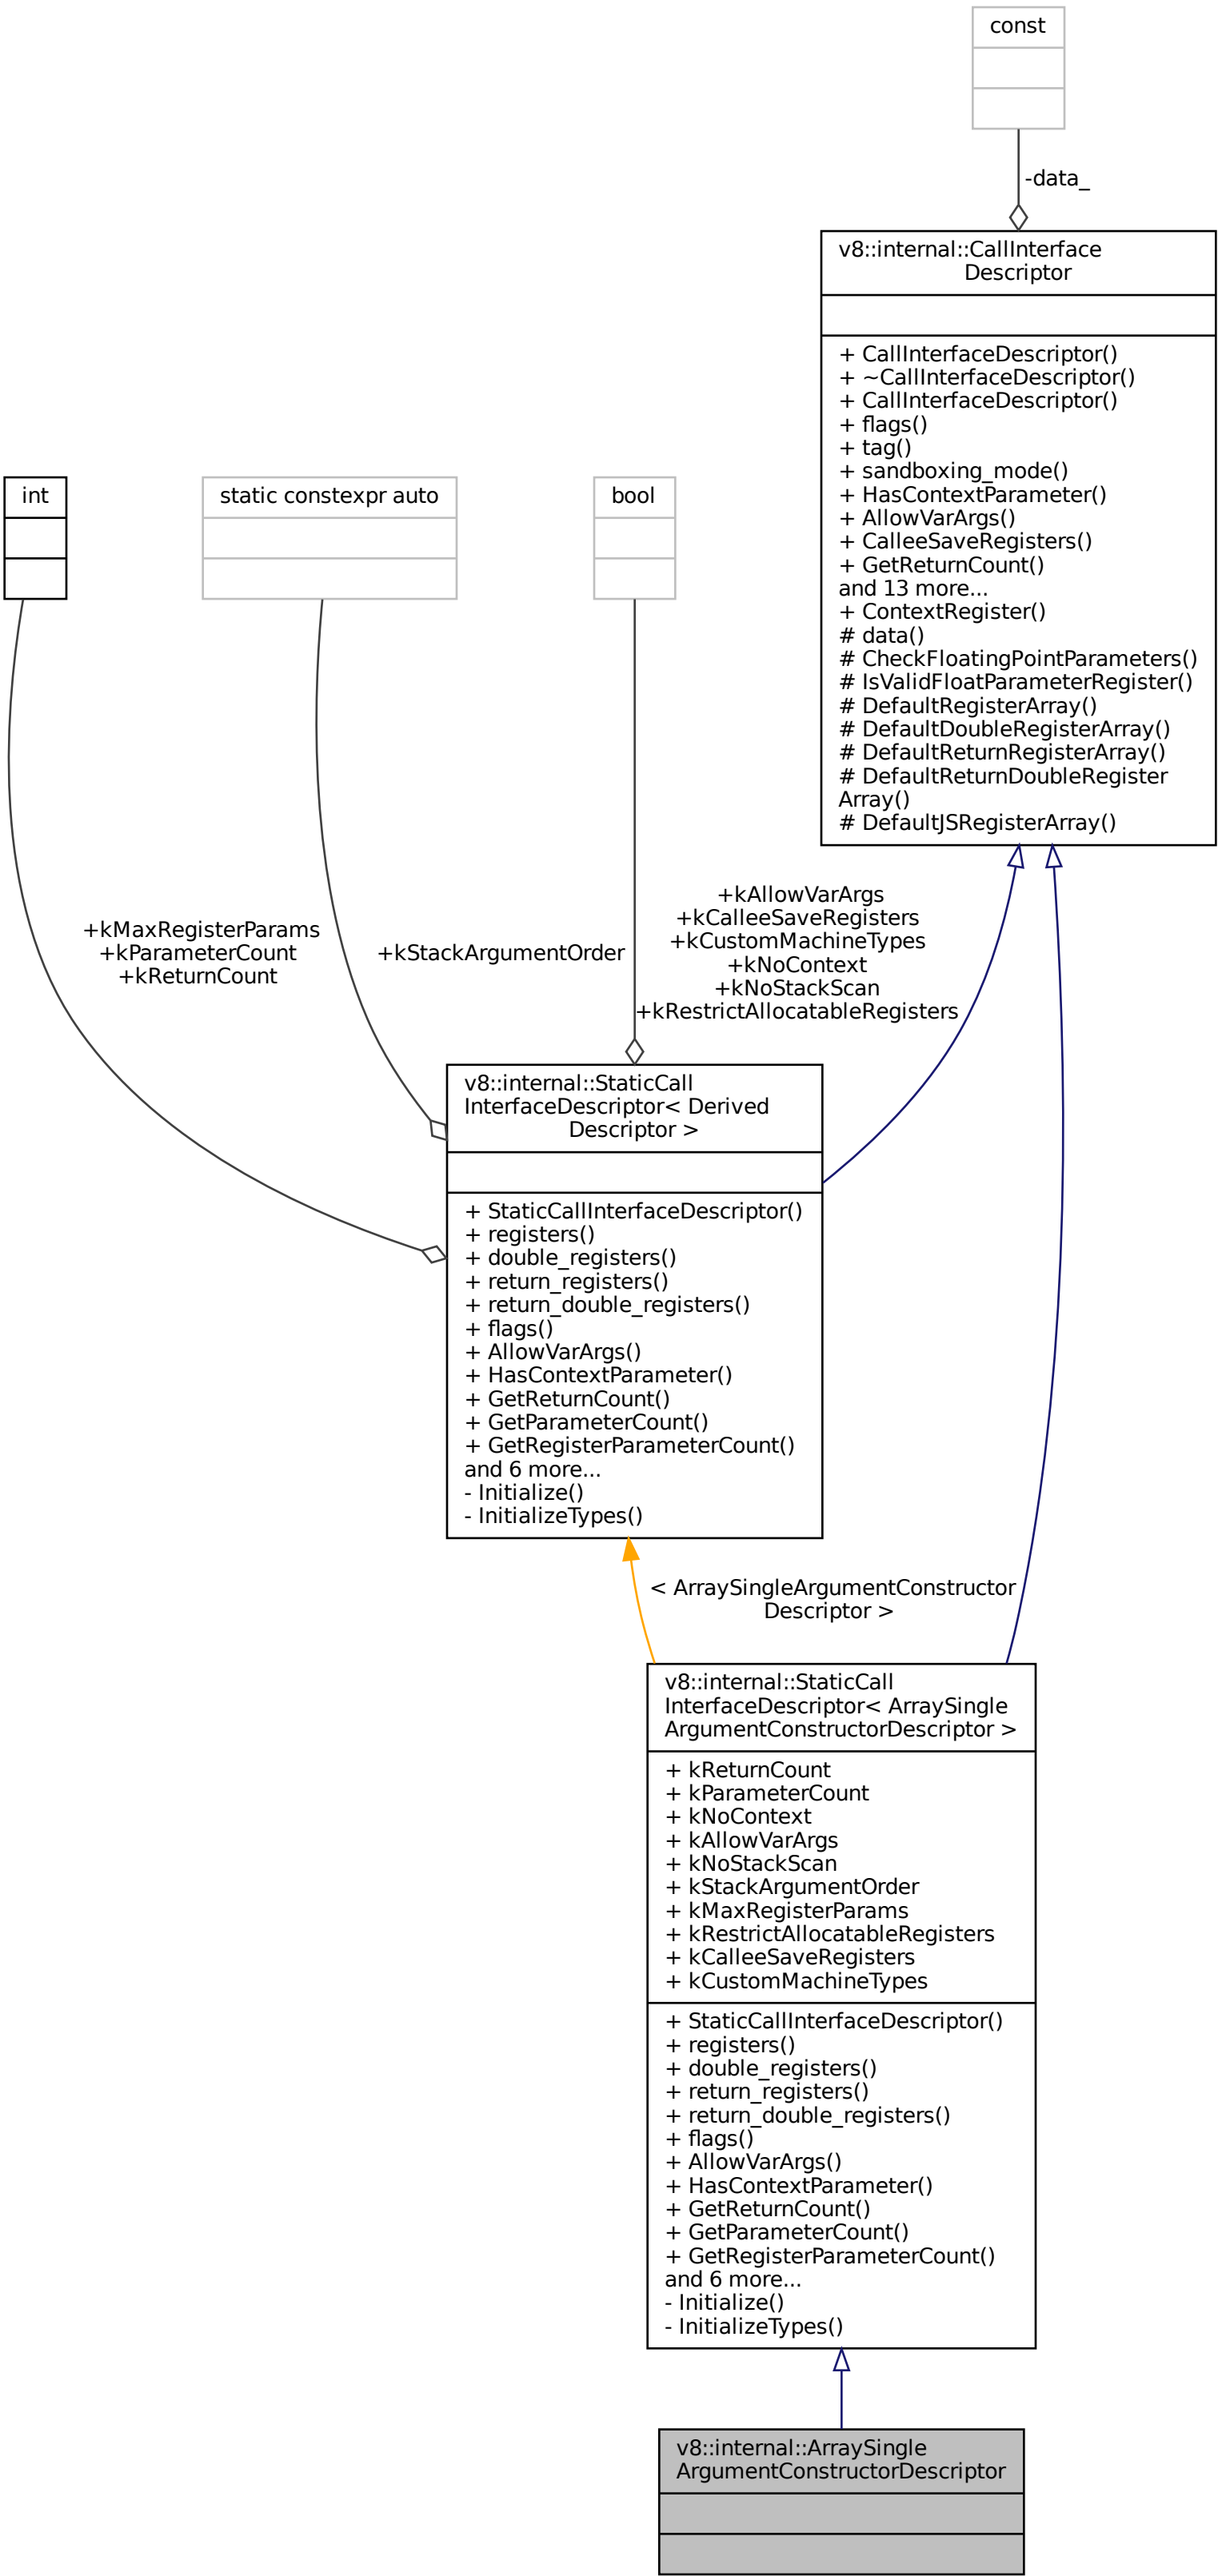 const
-data_
v8::internal::CallInterface
Descriptor
+ CallInterfaceDescriptor()
+ ~CallInterfaceDescriptor()
+ CallInterfaceDescriptor()
+ flags()
+ tag()
+ sandboxing_mode()
+ HasContextParameter()
+ AllowVarArgs()
+ CalleeSaveRegisters()
+ GetReturnCount()
and 13 more...
+ ContextRegister()
# data()
# CheckFloatingPointParameters()
# IsValidFloatParameterRegister()
# DefaultRegisterArray()
# DefaultDoubleRegisterArray()
# DefaultReturnRegisterArray()
# DefaultReturnDoubleRegister
Array()
# DefaultJSRegisterArray()
int
static constexpr auto
bool
+kMaxRegisterParams
+kParameterCount
+kReturnCount
+kStackArgumentOrder
+kAllowVarArgs
+kCalleeSaveRegisters
+kCustomMachineTypes
+kNoContext
+kNoStackScan
+kRestrictAllocatableRegisters
v8::internal::StaticCall
InterfaceDescriptor< Derived
Descriptor >
+ StaticCallInterfaceDescriptor()
+ registers()
+ double_registers()
+ return_registers()
+ return_double_registers()
+ flags()
+ AllowVarArgs()
+ HasContextParameter()
+ GetReturnCount()
+ GetParameterCount()
+ GetRegisterParameterCount()
and 6 more...
- Initialize()
- InitializeTypes()
< ArraySingleArgumentConstructor
Descriptor >
v8::internal::StaticCall
InterfaceDescriptor< ArraySingle
ArgumentConstructorDescriptor >
+ kReturnCount
+ kParameterCount
+ kNoContext
+ kAllowVarArgs
+ kNoStackScan
+ kStackArgumentOrder
+ kMaxRegisterParams
+ kRestrictAllocatableRegisters
+ kCalleeSaveRegisters
+ kCustomMachineTypes
+ StaticCallInterfaceDescriptor()
+ registers()
+ double_registers()
+ return_registers()
+ return_double_registers()
+ flags()
+ AllowVarArgs()
+ HasContextParameter()
+ GetReturnCount()
+ GetParameterCount()
+ GetRegisterParameterCount()
and 6 more...
- Initialize()
- InitializeTypes()
v8::internal::ArraySingle
ArgumentConstructorDescriptor